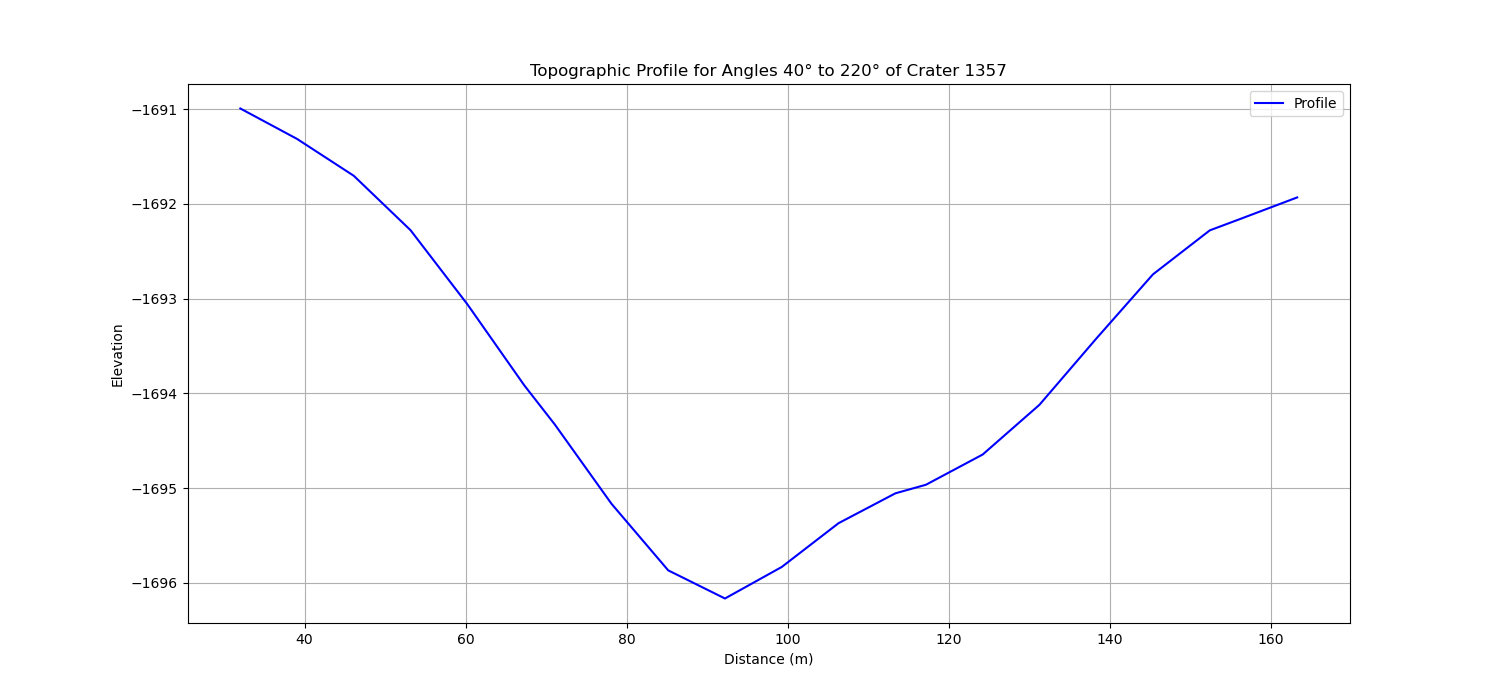 Topographic Profile for Angles 40° to 220° of Crater 1357
Profile
−1691
−1692
−1693
−1694
−1695
−1696
Elevation
40 60 80 100 120 140 160
Distance (m)